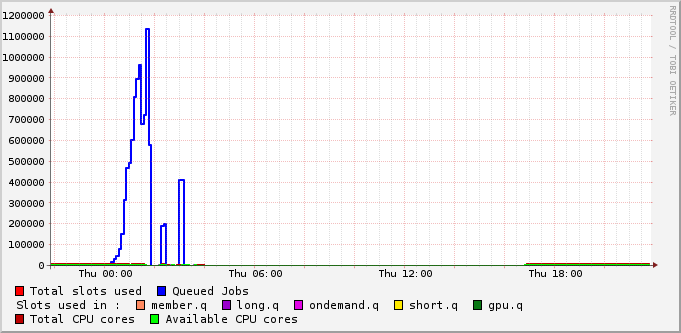 1200000
1100000
1000000
900000
800000
700000
600000
500000
400000
300000
200000
100000
0
Thu 00:00 Thu 06:00 Thu 12:00 Thu 18:00
RRDTOOL / TOBI OETIKER
Total slots used Queued Jobs
Slots used in : member.q long.q ondemand.q short.q gpu.q
Total CPU cores Available CPU cores